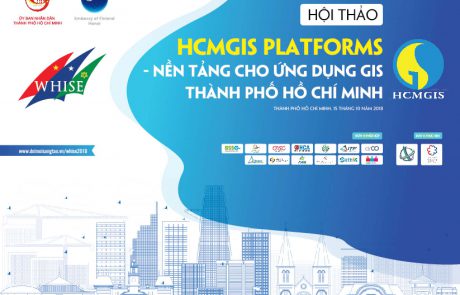 ỦY BAN NHÂN DÂN
THÀNH PHỐ HỒ CHÍ MINH
Embassy of Finland
Hanoi
HỘI THẢO
HCMGIS PLATFORMS
- NỀN TẢNG CHO ỨNG DỤNG GIS
THÀNH PHỐ HỒ CHÍ MINH
THÀNH PHỐ HỒ CHÍ MINH, 15 THÁNG 10 NĂM 2018
WHISE
HCMGIS
www.doimoisangtao.vn/whise2018